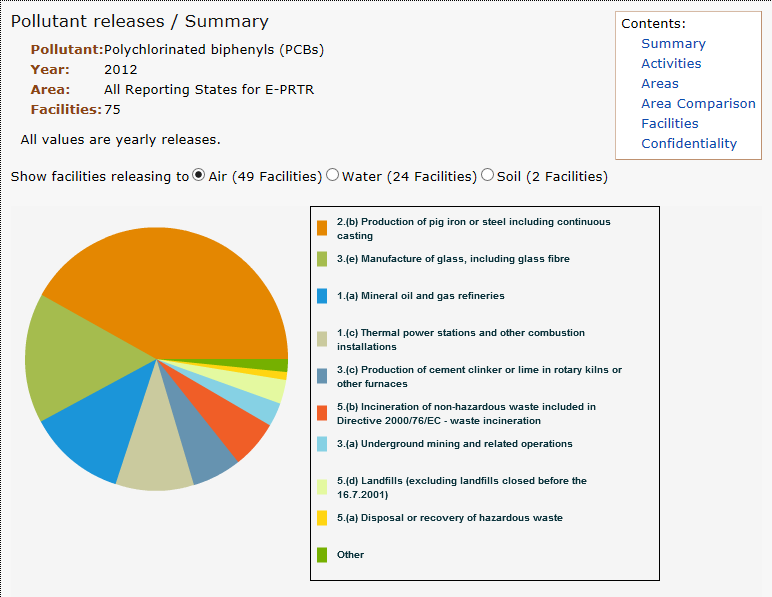 Pollutant releases / Summary
Pollutant: Polychlorinated biphenyls (PCBs)
Year: 2012
Area: All Reporting States for E-PRTR
Facilities: 75
All values are yearly releases.
Contents:
Summary
Activities
Areas
Area Comparison
Facilities
Confidentiality
Show facilities releasing to Air (49 Facilities) Water (24 Facilities) Soil (2 Facilities)
2.(b) Production of pig iron or steel including continuous
casting
3.(e) Manufacture of glass, including glass fibre
1.(a) Mineral oil and gas refineries
1.(c) Thermal power stations and other combustion
installations
3.(c) Production of cement clinker or lime in rotary kilns or
other furnaces
5.(b) Incineration of non-hazardous waste included in
Directive 2000/76/EC - waste incineration
3.(a) Underground mining and related operations
5.(d) Landfills (excluding landfills closed before the
16.7.2001)
5.(a) Disposal or recovery of hazardous waste
Other